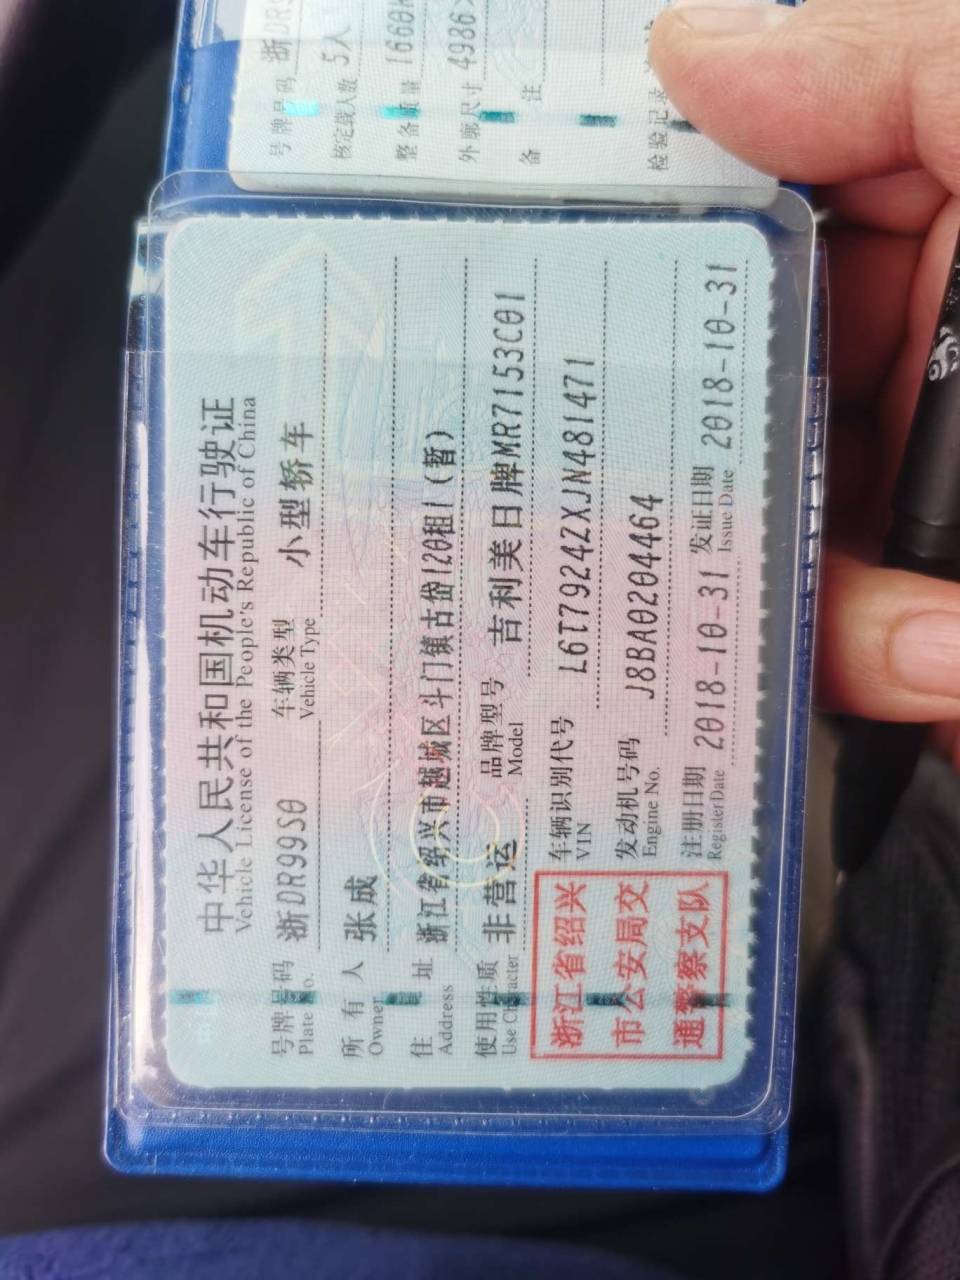 中华人民共和国机动车行驶证
Vehicle License of the People's Republic of China
号牌号码 浙DR99S0 车辆类型 小型轿车
Plate No. Vehicle Type
所有人 张成
Owner
住址 浙江省绍兴市越城区斗门镇古岱120租1(暂)
Address
使用性质 非营运 品牌型号 吉利美日牌MR7153C01
Use Character Model
浙江省绍兴
市公安局交
通警察支队
车辆识别代号 L6T7924ZXJN481471
VIN
发动机号码 J8BA0204464
Engine No.
注册日期 2018-10-31 发证日期 2018-10-31
Register Date Issue Date
号牌号码 浙DR9
核定载人数 5人
整备质量 1660k
外廓尺寸 4986
备注
检验记录